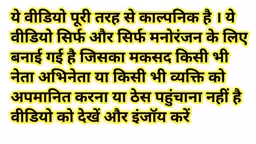 ये वीडियो पूरी तरह से काल्पनिक है । ये
वीडियो सिर्फ और सिर्फ मनोरंजन के लिए
बनाई गई है जिसका मकसद किसी भी
नेता अभिनेता या किसी भी व्यक्ति को
अपमानित करना या ठेस पहुंचाना नहीं है
वीडियो को देखें और इंजॉय करें